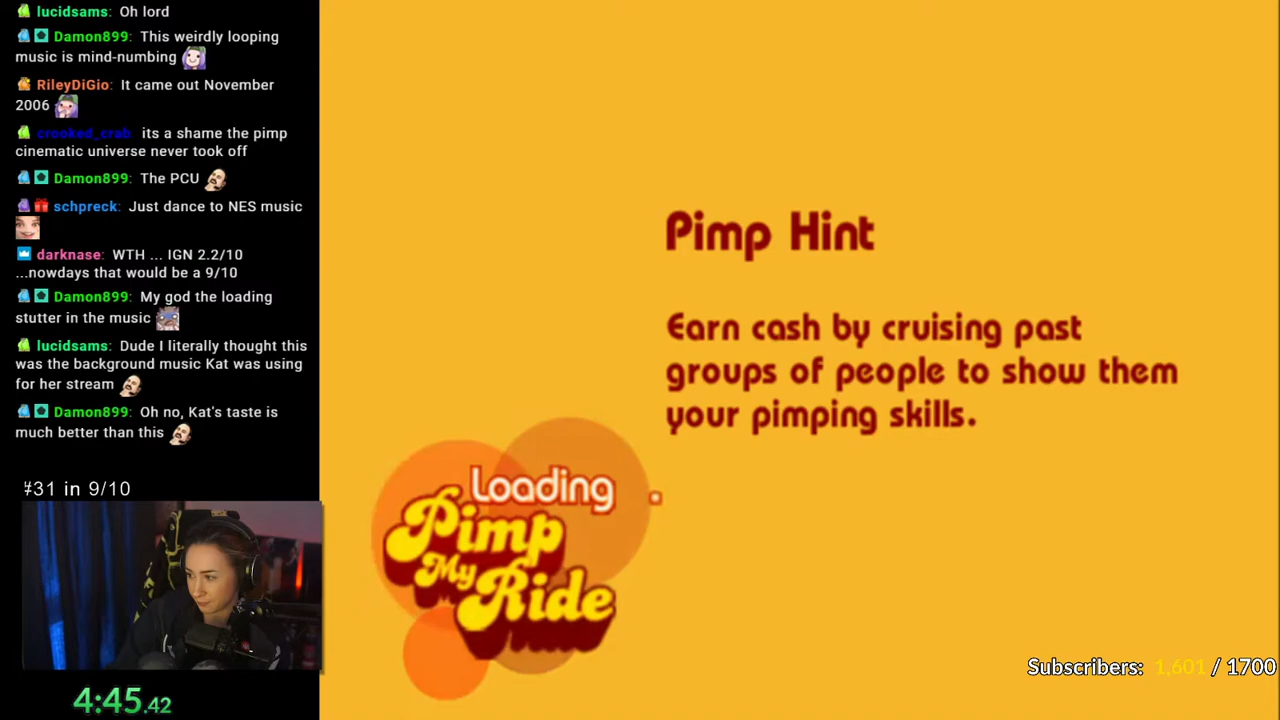 lucidsams: Oh lord
Damon899: This weirdly looping
music is mind-numbing
RileyDiGio: It came out November
2006
crooked_crab its a shame the pimp
cinematic universe never took off
Damon899: The PCU
schpreck: Just dance to NES music
darknase: WTH ... IGN 2.2/10
...nowdays that would be a 9/10
Damon899: My god the loading
stutter in the music
lucidsams: Dude I literally thought this
was the background music Kat was using
for her stream
Damon899: Oh no, Kat's taste is
much better than this
#31 in 9/10
4:45.42
Pimp Hint
Earn cash by cruising past
groups of people to show them
your pimping skills.
Loading .
Pimp
My
Ride
Subscribers: 1,601 / 1700